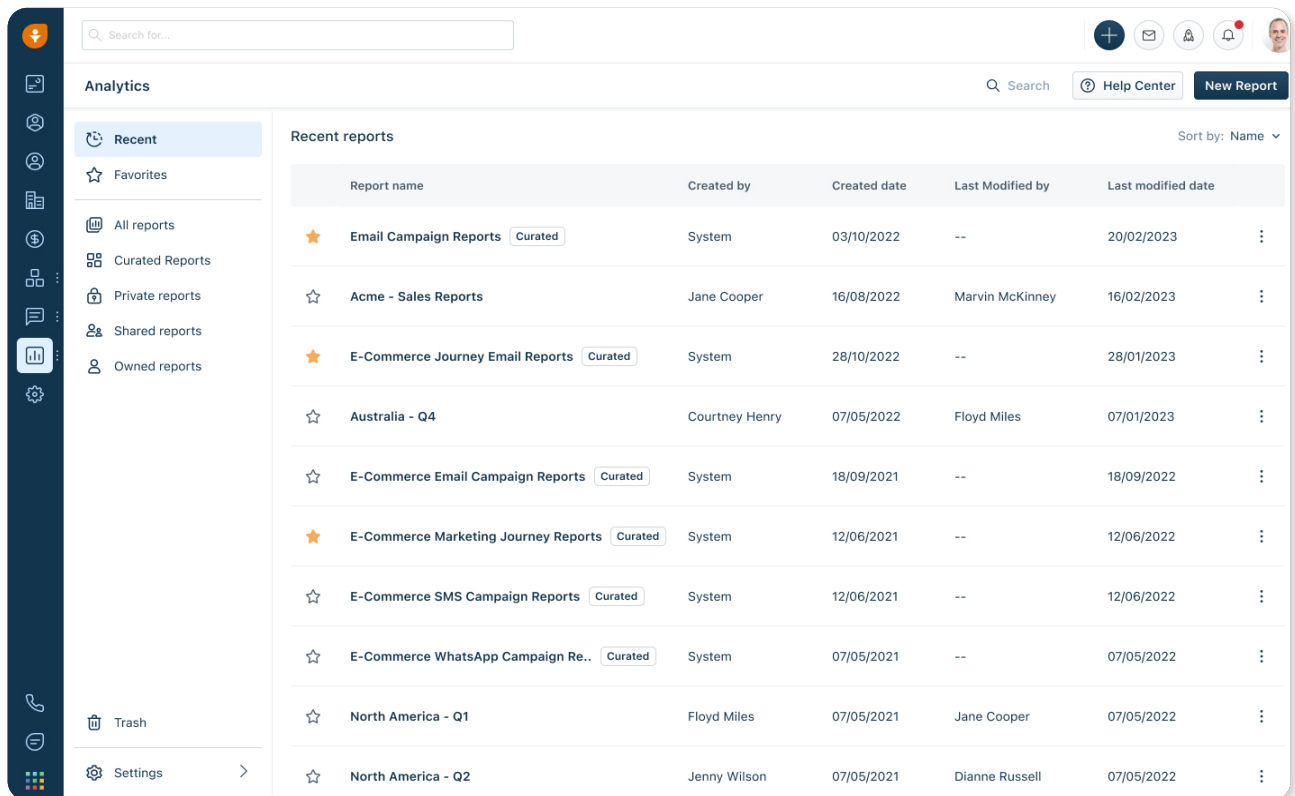 Search for...
Analytics
Search
Help Center
New Report
Recent
Favorites
All reports
Curated Reports
Private reports
Shared reports
Owned reports
Trash
Settings
Recent reports
Sort by: Name
Report name Created by Created date Last Modified by Last modified date
Email Campaign Reports Curated System 03/10/2022 -- 20/02/2023
Acme - Sales Reports Jane Cooper 16/08/2022 Marvin McKinney 16/02/2023
E-Commerce Journey Email Reports Curated System 28/10/2022 -- 28/01/2023
Australia - Q4 Courtney Henry 07/05/2022 Floyd Miles 07/01/2023
E-Commerce Email Campaign Reports Curated System 18/09/2021 -- 18/09/2022
E-Commerce Marketing Journey Reports Curated System 12/06/2021 -- 12/06/2022
E-Commerce SMS Campaign Reports Curated System 12/06/2021 -- 12/06/2022
E-Commerce WhatsApp Campaign Re.. Curated System 07/05/2021 -- 07/05/2022
North America - Q1 Floyd Miles 07/05/2021 Jane Cooper 07/05/2022
North America - Q2 Jenny Wilson 07/05/2021 Dianne Russell 07/05/2022